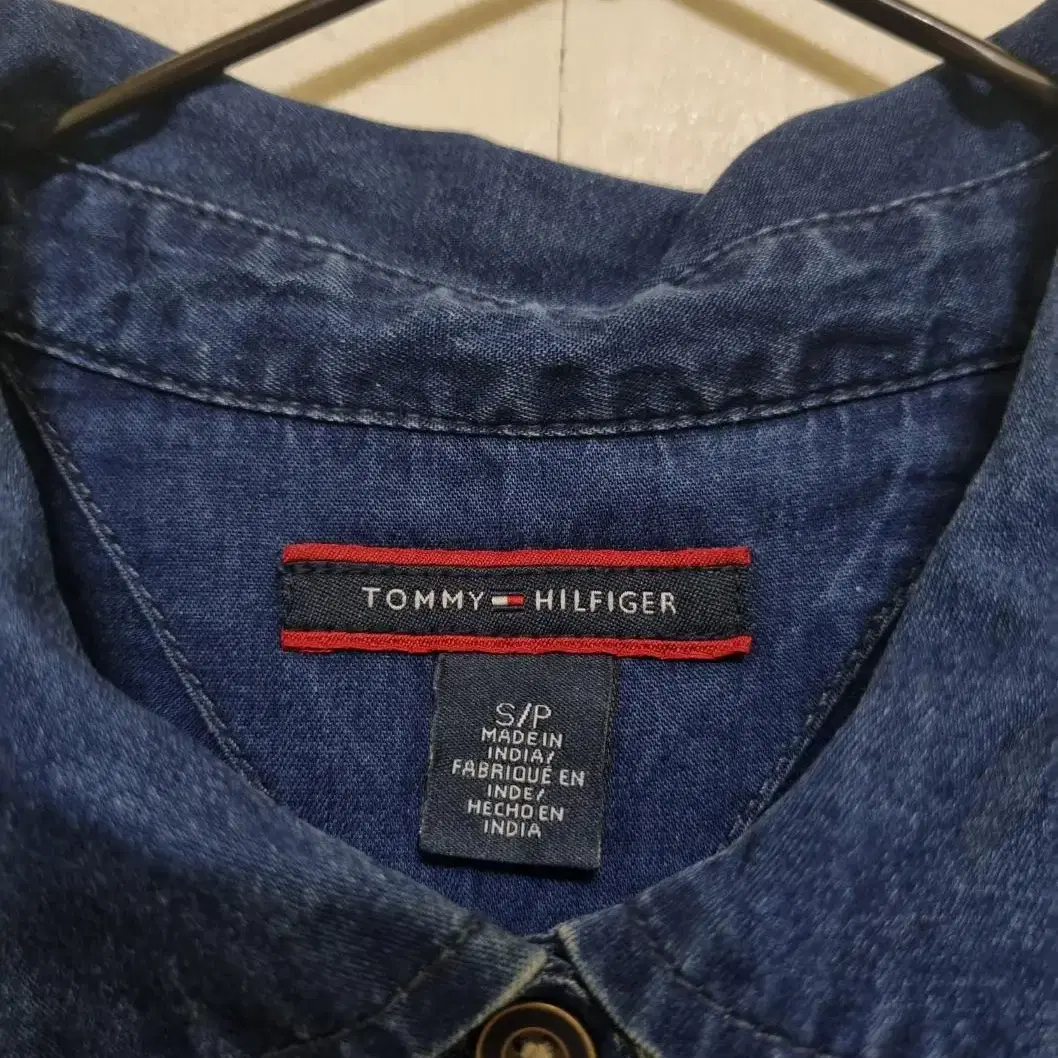 TOMMY HILFIGER
S/P
MADE IN
INDIA/
FABRIQUÉ EN
INDE/
HECHO EN
INDIA